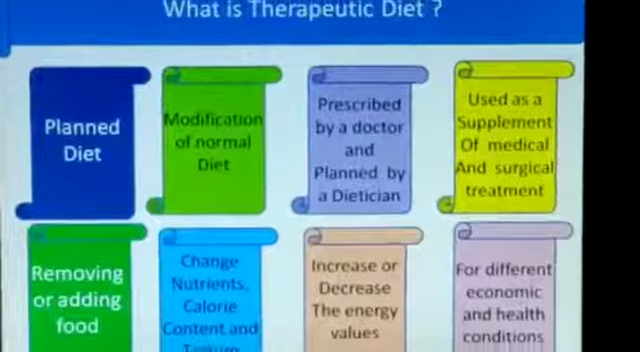 What is Therapeutic Diet ?
Planned
Diet
Modification
of normal
Diet
Prescribed
by a doctor
and
Planned by
a Dietician
Used as a
Supplement
Of medical
And surgical
treatment
Removing
or adding
food
Change
Nutrients,
Calorie
Content and
Increase or
Decrease
The energy
values
For different
economic
and health
conditions